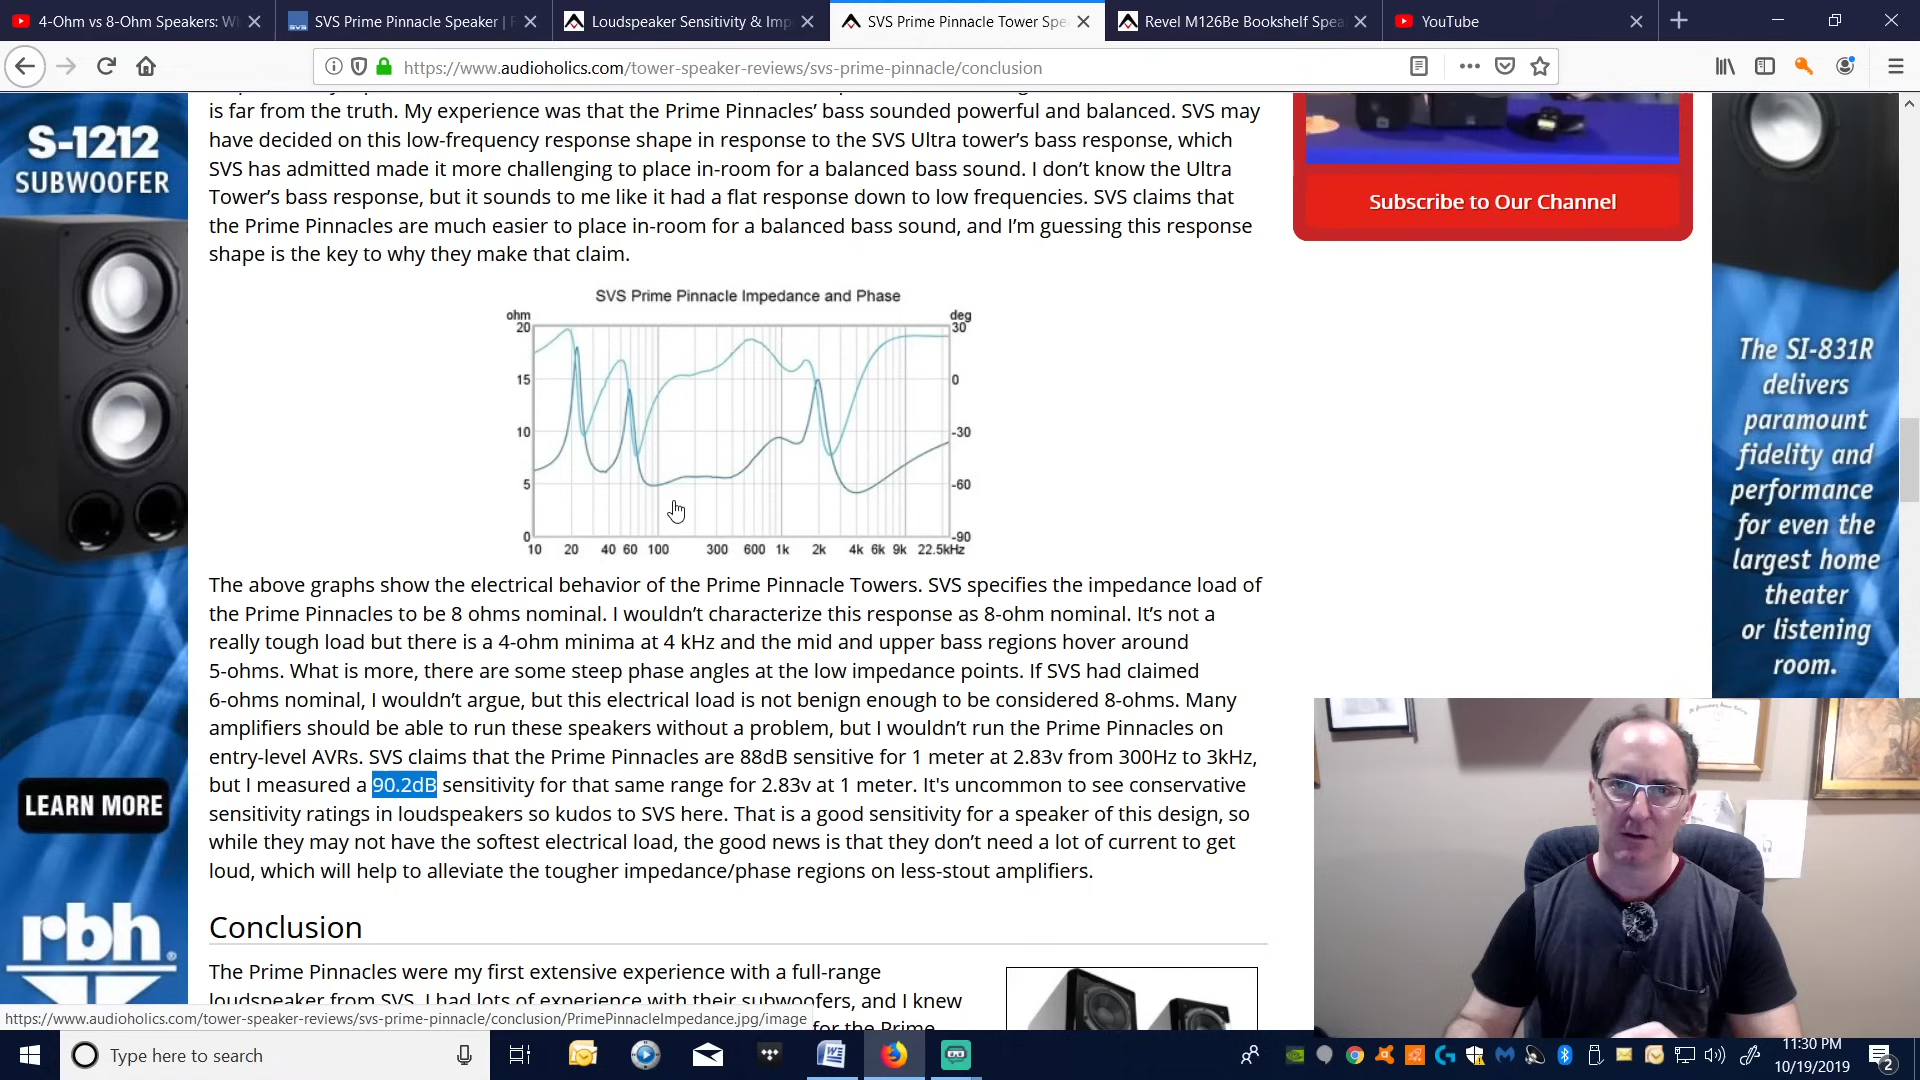 4-Ohm vs 8-Ohm Speakers: Wh
SVS Prime Pinnacle Speaker | F
Loudspeaker Sensitivity & Imp
SVS Prime Pinnacle Tower Spe
Revel M126Be Bookshelf Spea
YouTube
https://www.audioholics.com/tower-speaker-reviews/svs-prime-pinnacle/conclusion
S-1212
SUBWOOFER
LEARN MORE
rbh
is far from the truth. My experience was that the Prime Pinnacles’ bass sounded powerful and balanced. SVS may
have decided on this low-frequency response shape in response to the SVS Ultra tower’s bass response, which
SVS has admitted made it more challenging to place in-room for a balanced bass sound. I don’t know the Ultra
Tower’s bass response, but it sounds to me like it had a flat response down to low frequencies. SVS claims that
the Prime Pinnacles are much easier to place in-room for a balanced bass sound, and I’m guessing this response
shape is the key to why they make that claim.
SVS Prime Pinnacle Impedance and Phase
ohm deg
20 30
15 0
10 -30
5 -60
0 -90
10 20 40 60 100 300 600 1k 2k 4k 6k 9k 22.5kHz
The above graphs show the electrical behavior of the Prime Pinnacle Towers. SVS specifies the impedance load of
the Prime Pinnacles to be 8 ohms nominal. I wouldn’t characterize this response as 8-ohm nominal. It’s not a
really tough load but there is a 4-ohm minima at 4 kHz and the mid and upper bass regions hover around
5-ohms. What is more, there are some steep phase angles at the low impedance points. If SVS had claimed
6-ohms nominal, I wouldn’t argue, but this electrical load is not benign enough to be considered 8-ohms. Many
amplifiers should be able to run these speakers without a problem, but I wouldn’t run the Prime Pinnacles on
entry-level AVRs. SVS claims that the Prime Pinnacles are 88dB sensitive for 1 meter at 2.83v from 300Hz to 3kHz,
but I measured a 90.2dB sensitivity for that same range for 2.83v at 1 meter. It's uncommon to see conservative
sensitivity ratings in loudspeakers so kudos to SVS here. That is a good sensitivity for a speaker of this design, so
while they may not have the softest electrical load, the good news is that they don’t need a lot of current to get
loud, which will help to alleviate the tougher impedance/phase regions on less-stout amplifiers.
Conclusion
The Prime Pinnacles were my first extensive experience with a full-range
loudspeaker from SVS. I had lots of experience with their subwoofers, and I knew
for the Prime
Subscribe to Our Channel
The SI-831R
delivers
paramount
fidelity and
performance
for even the
largest home
theater
or listening
room.
https://www.audioholics.com/tower-speaker-reviews/svs-prime-pinnacle/conclusion/PrimePinnacleImpedance.jpg/image
Type here to search
11:30 PM
10/19/2019
2